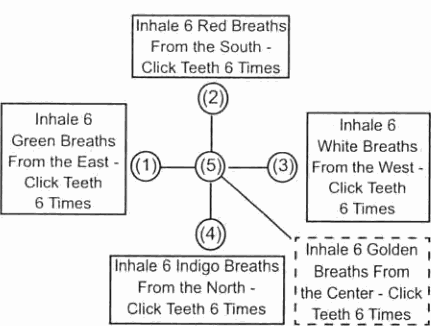 Inhale 6 Red Breaths
From the South -
Click Teeth 6 Times
(2)
Inhale 6
Green Breaths
From the East -
Click Teeth
6 Times
(1)
(5)
(3)
Inhale 6
White Breaths
From the West -
Click Teeth
6 Times
(4)
Inhale 6 Indigo Breaths
From the North -
Click Teeth 6 Times
Inhale 6 Golden
Breaths From
the Center - Click
Teeth 6 Times